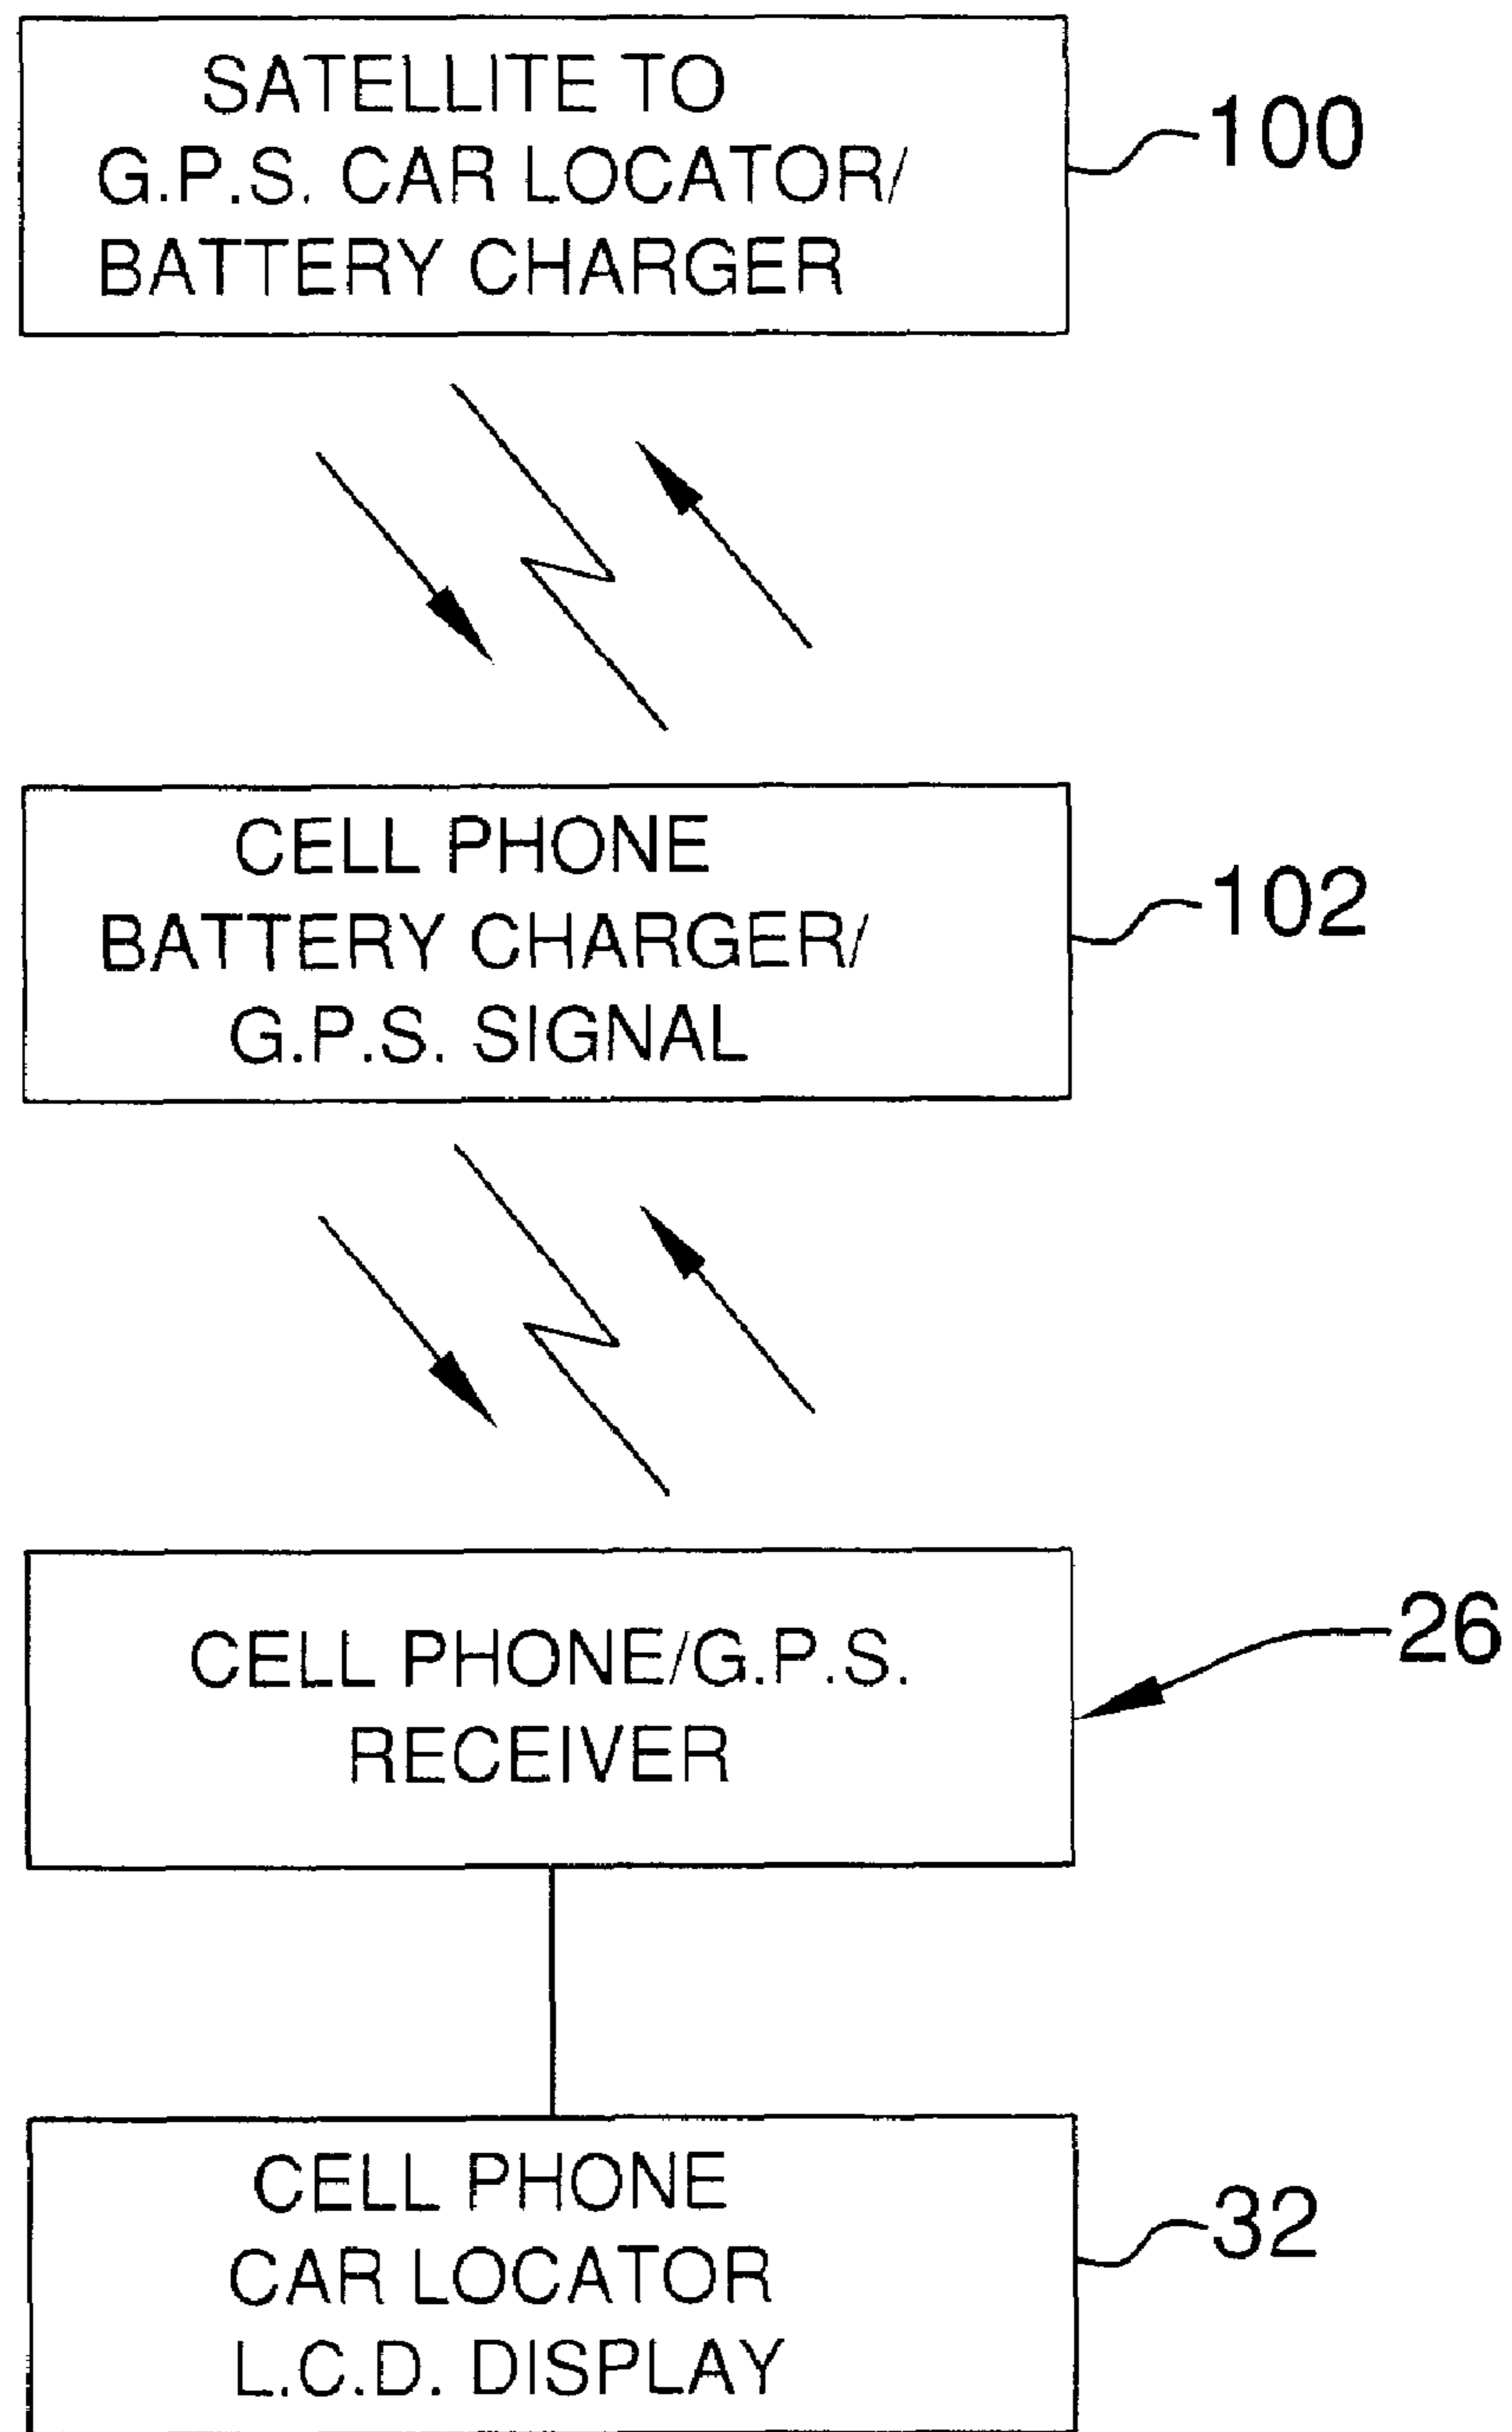 SATELLITE TO
G.P.S. CAR LOCATOR/
BATTERY CHARGER
100
CELL PHONE
BATTERY CHARGER/
G.P.S. SIGNAL
102
CELL PHONE/G.P.S.
RECEIVER
26
CELL PHONE
CAR LOCATOR
L.C.D. DISPLAY
32